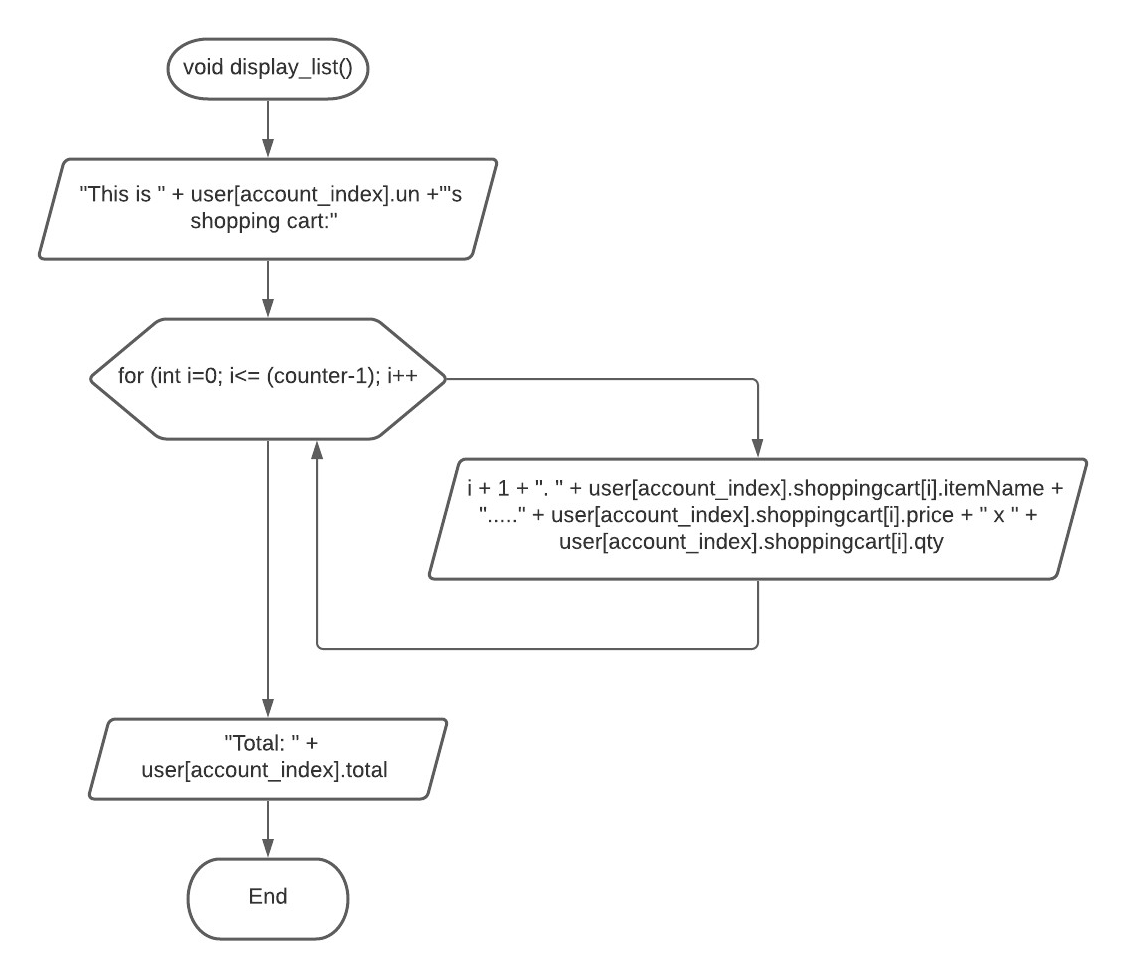 void display_list()
"This is " + user[account_index].un +"'s
shopping cart:"
for (int i=0; i<= (counter-1); i++
i + 1 + ". " + user[account_index].shoppingcart[i].itemName +
"....." + user[account_index].shoppingcart[i].price + " x " +
user[account_index].shoppingcart[i].qty
"Total: " +
user[account_index].total
End